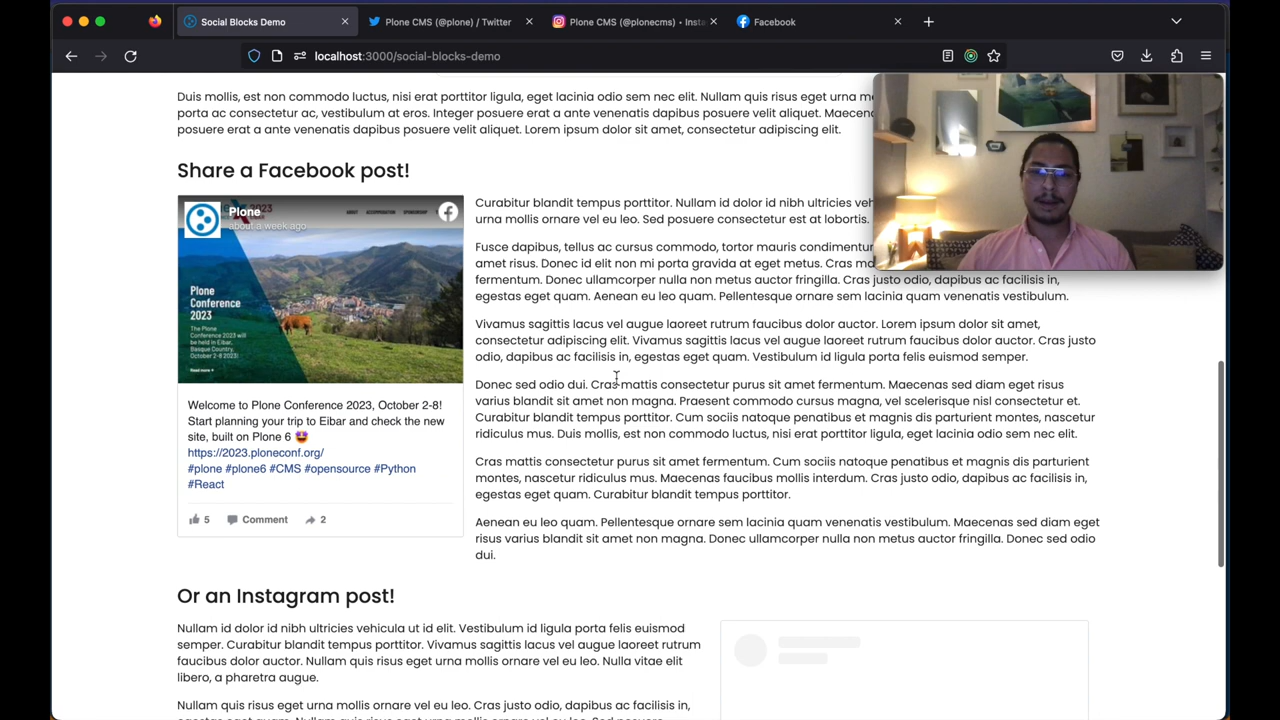 Social Blocks Demo
Plone CMS (@plone) / Twitter
Plone CMS (@plonecms) • Insta
Facebook
localhost:3000/social-blocks-demo
Duis mollis, est non commodo luctus, nisi erat porttitor ligula, eget lacinia odio sem nec elit. Nullam quis risus eget urna m
porta ac consectetur ac, vestibulum at eros. Integer posuere erat a ante venenatis dapibus posuere velit aliquet. Maecen
posuere erat a ante venenatis dapibus posuere velit aliquet. Lorem ipsum dolor sit amet, consectetur adipiscing elit.
Share a Facebook post!
Plone
about a week ago
2023
Plone
Conference
2023
The Plone
Conference 2023 will
be held in Eibar,
Basque Country,
October 2-8!
Read more ▸
Welcome to Plone Conference 2023, October 2-8!
Start planning your trip to Eibar and check the new
site, built on Plone 6 🤩
https://2023.ploneconf.org/
#plone #plone6 #CMS #opensource #Python
#React
5 Comment 2
Curabitur blandit tempus porttitor. Nullam id dolor id nibh ultricies veh
urna mollis ornare vel eu leo. Sed posuere consectetur est at lobortis.
Fusce dapibus, tellus ac cursus commodo, tortor mauris condimentu
amet risus. Donec id elit non mi porta gravida at eget metus. Cras ma
fermentum. Donec ullamcorper nulla non metus auctor fringilla. Cras justo odio, dapibus ac facilisis in,
egestas eget quam. Aenean eu leo quam. Pellentesque ornare sem lacinia quam venenatis vestibulum.
Vivamus sagittis lacus vel augue laoreet rutrum faucibus dolor auctor. Lorem ipsum dolor sit amet,
consectetur adipiscing elit. Vivamus sagittis lacus vel augue laoreet rutrum faucibus dolor auctor. Cras justo
odio, dapibus ac facilisis in, egestas eget quam. Vestibulum id ligula porta felis euismod semper.
Donec sed odio dui. Cras mattis consectetur purus sit amet fermentum. Maecenas sed diam eget risus
varius blandit sit amet non magna. Praesent commodo cursus magna, vel scelerisque nisl consectetur et.
Curabitur blandit tempus porttitor. Cum sociis natoque penatibus et magnis dis parturient montes, nascetur
ridiculus mus. Duis mollis, est non commodo luctus, nisi erat porttitor ligula, eget lacinia odio sem nec elit.
Cras mattis consectetur purus sit amet fermentum. Cum sociis natoque penatibus et magnis dis parturient
montes, nascetur ridiculus mus. Maecenas faucibus mollis interdum. Cras justo odio, dapibus ac facilisis in,
egestas eget quam. Curabitur blandit tempus porttitor.
Aenean eu leo quam. Pellentesque ornare sem lacinia quam venenatis vestibulum. Maecenas sed diam eget
risus varius blandit sit amet non magna. Donec ullamcorper nulla non metus auctor fringilla. Donec sed odio
dui.
Or an Instagram post!
Nullam id dolor id nibh ultricies vehicula ut id elit. Vestibulum id ligula porta felis euismod
semper. Curabitur blandit tempus porttitor. Vivamus sagittis lacus vel augue laoreet rutrum
faucibus dolor auctor. Nullam quis risus eget urna mollis ornare vel eu leo. Nulla vitae elit
libero, a pharetra augue.
Nullam quis risus eget urna mollis ornare vel eu leo. Cras justo odio, dapibus ac facilisis in,